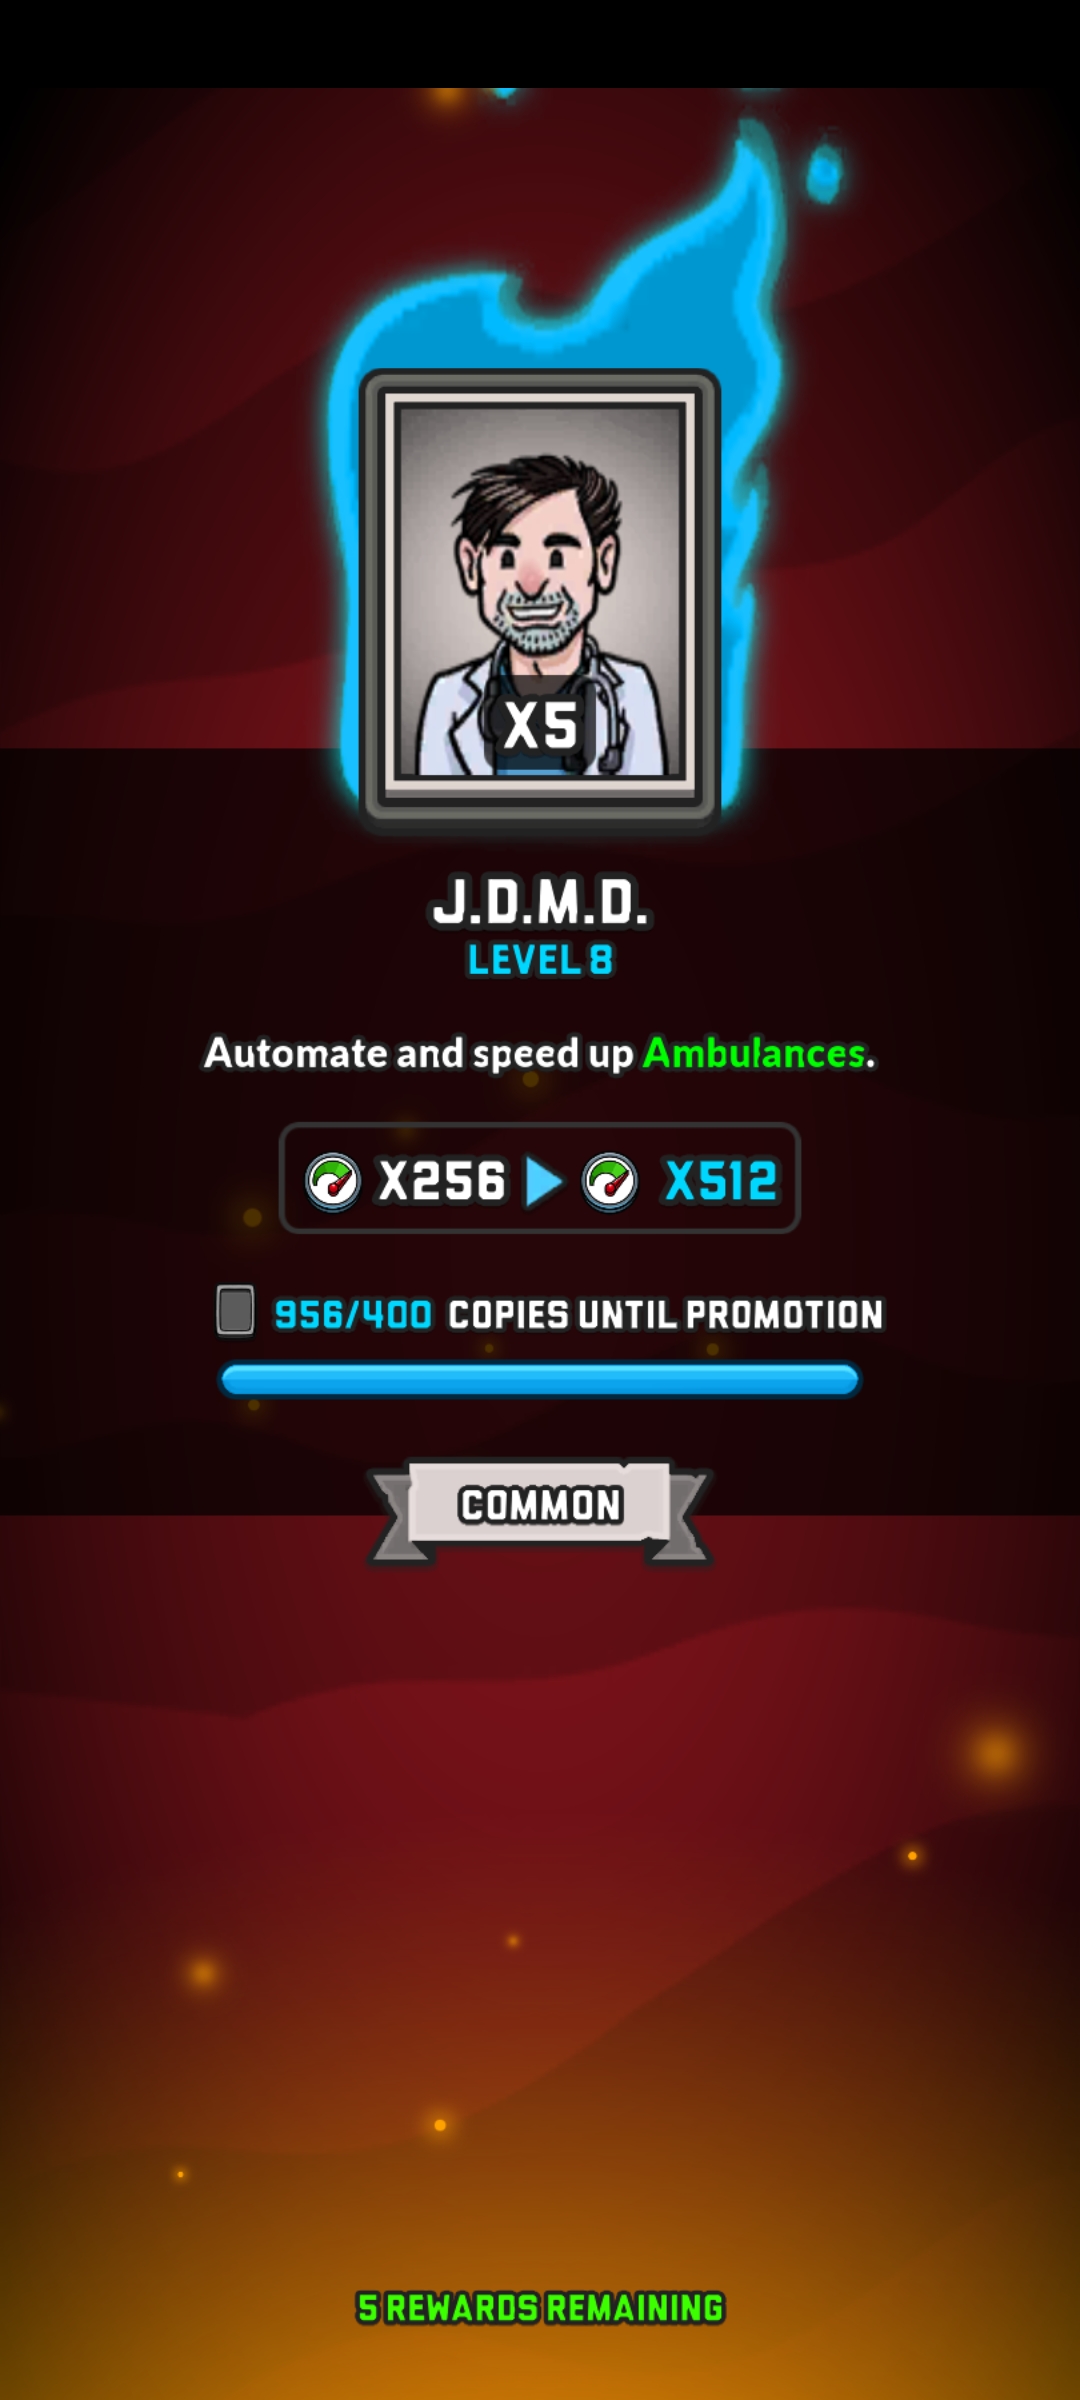 X5
J.D.M.D.
LEVEL 8
Automate and speed up Ambulances.
X256 X512
956/400 COPIES UNTIL PROMOTION
COMMON
5 REWARDS REMAINING